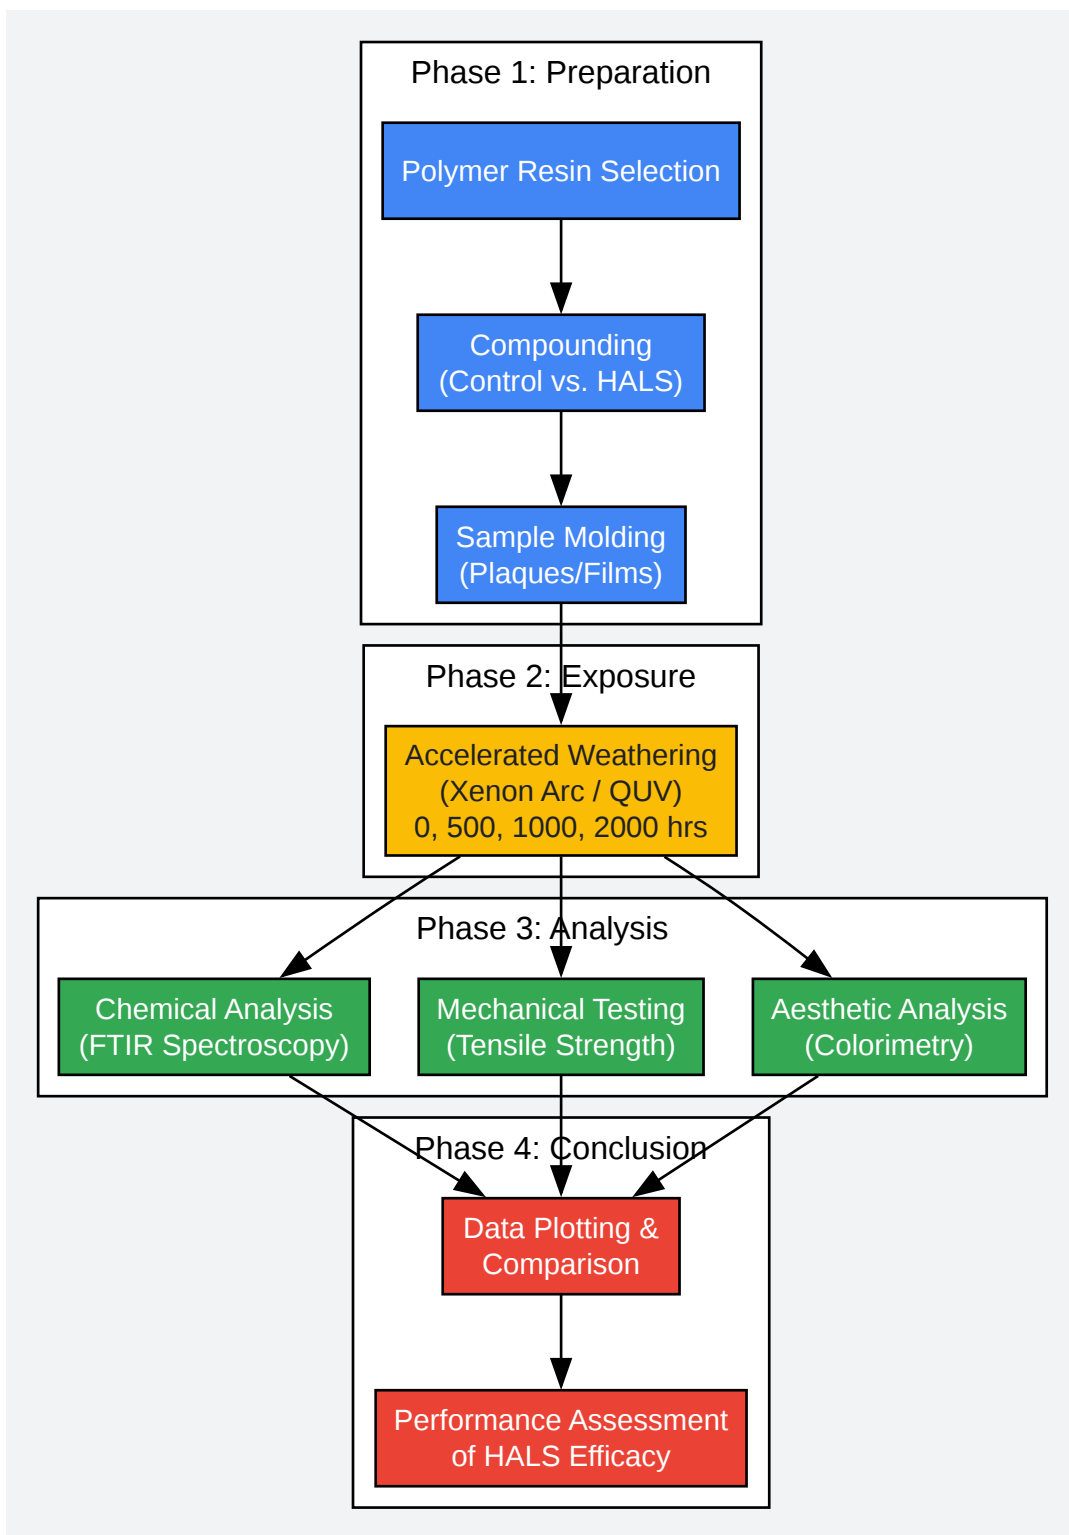 Phase 1: Preparation
Polymer Resin Selection
Compounding
(Control vs. HALS)
Sample Molding
(Plaques/Films)
Phase 2: Exposure
Accelerated Weathering
(Xenon Arc / QUV)
0, 500, 1000, 2000 hrs
Phase 3: Analysis
Chemical Analysis
(FTIR Spectroscopy)
Mechanical Testing
(Tensile Strength)
Aesthetic Analysis
(Colorimetry)
Phase 4: Conclusion
Data Plotting &
Comparison
Performance Assessment
of HALS Efficacy